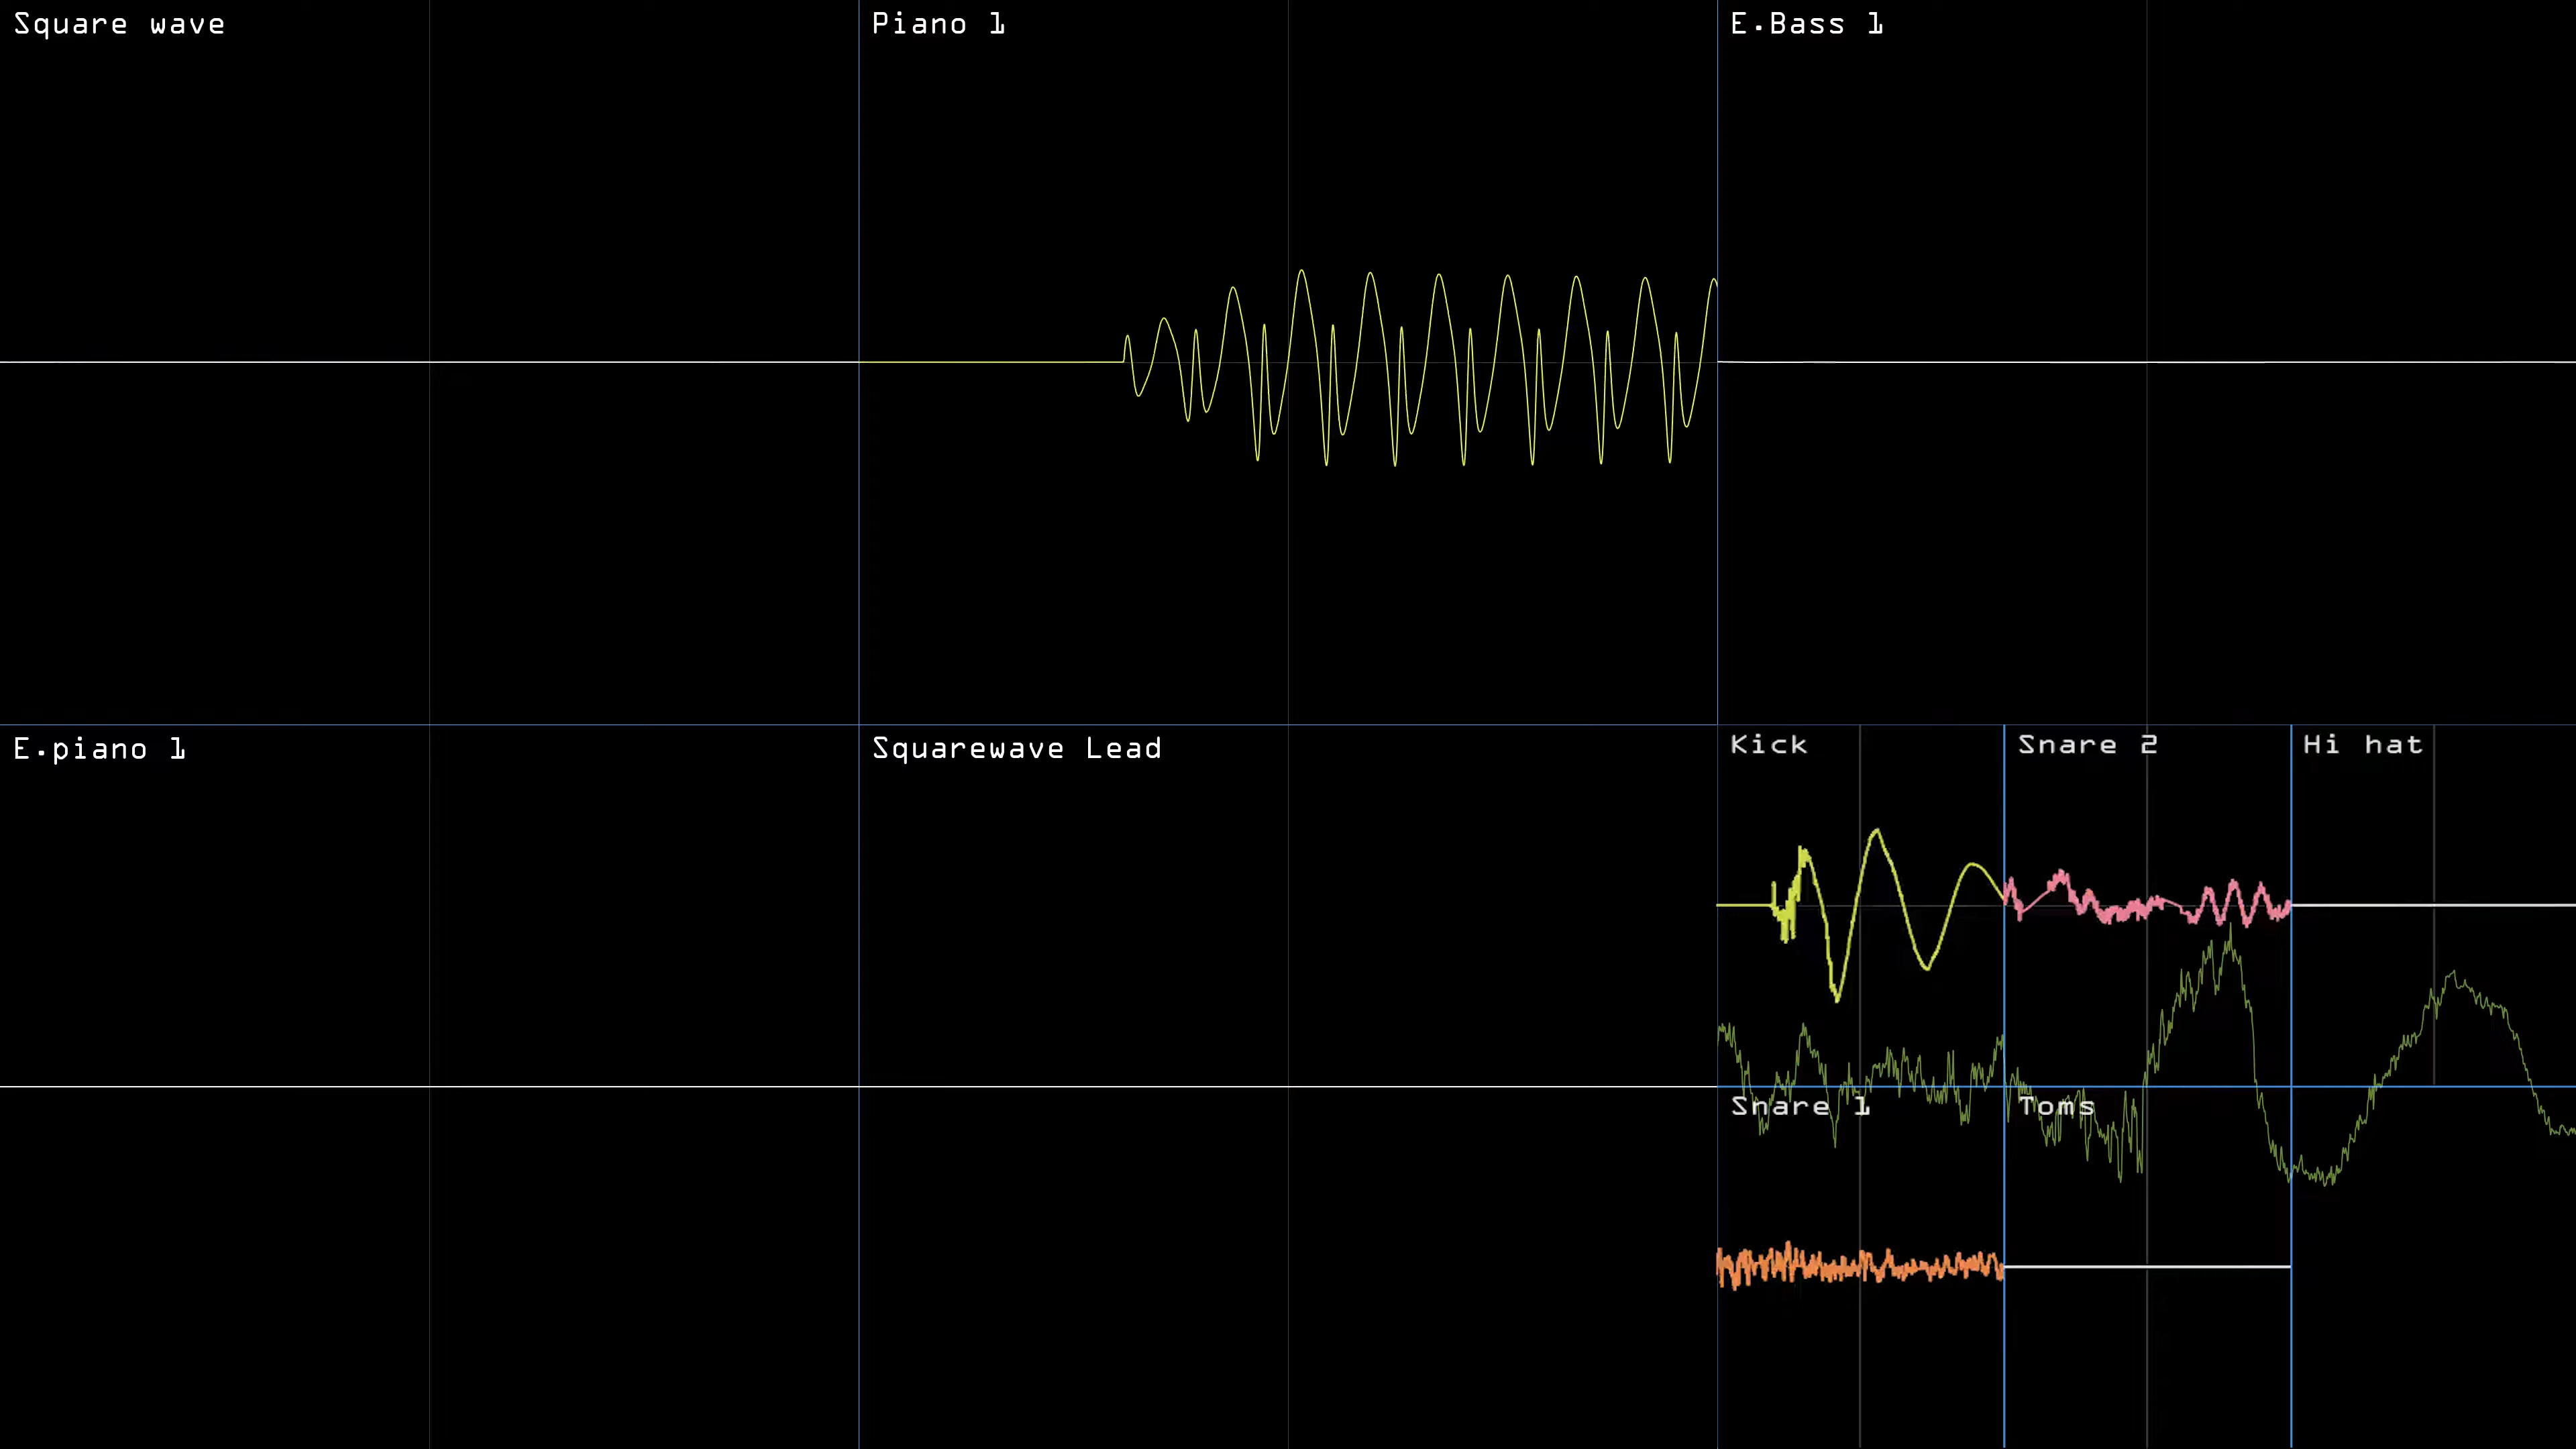 Square wave
Piano 1
E.Bass 1
E.piano 1
Squarewave Lead
Kick
Snare 2
Hi hat
Snare 1
Toms